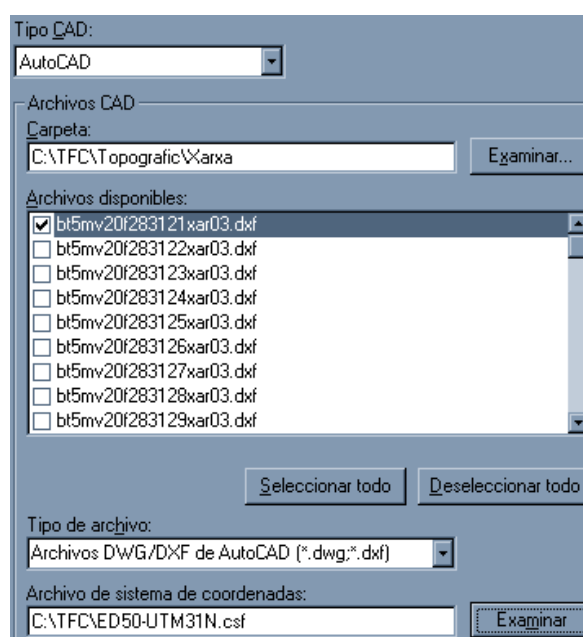 Tipo CAD:
AutoCAD
Archivos CAD
Carpeta:
C:\TFC\Topografic\Xarxa
Examinar...
Archivos disponibles:
bt5mv20f283121xar03.dxf
bt5mv20f283122xar03.dxf
bt5mv20f283123xar03.dxf
bt5mv20f283124xar03.dxf
bt5mv20f283125xar03.dxf
bt5mv20f283126xar03.dxf
bt5mv20f283127xar03.dxf
bt5mv20f283128xar03.dxf
bt5mv20f283129xar03.dxf
Seleccionar todo
Deseleccionar todo
Tipo de archivo:
Archivos DWG/DXF de AutoCAD (*.dwg;*.dxf)
Archivo de sistema de coordenadas:
C:\TFC\ED50-UTM31N.csf
Examinar